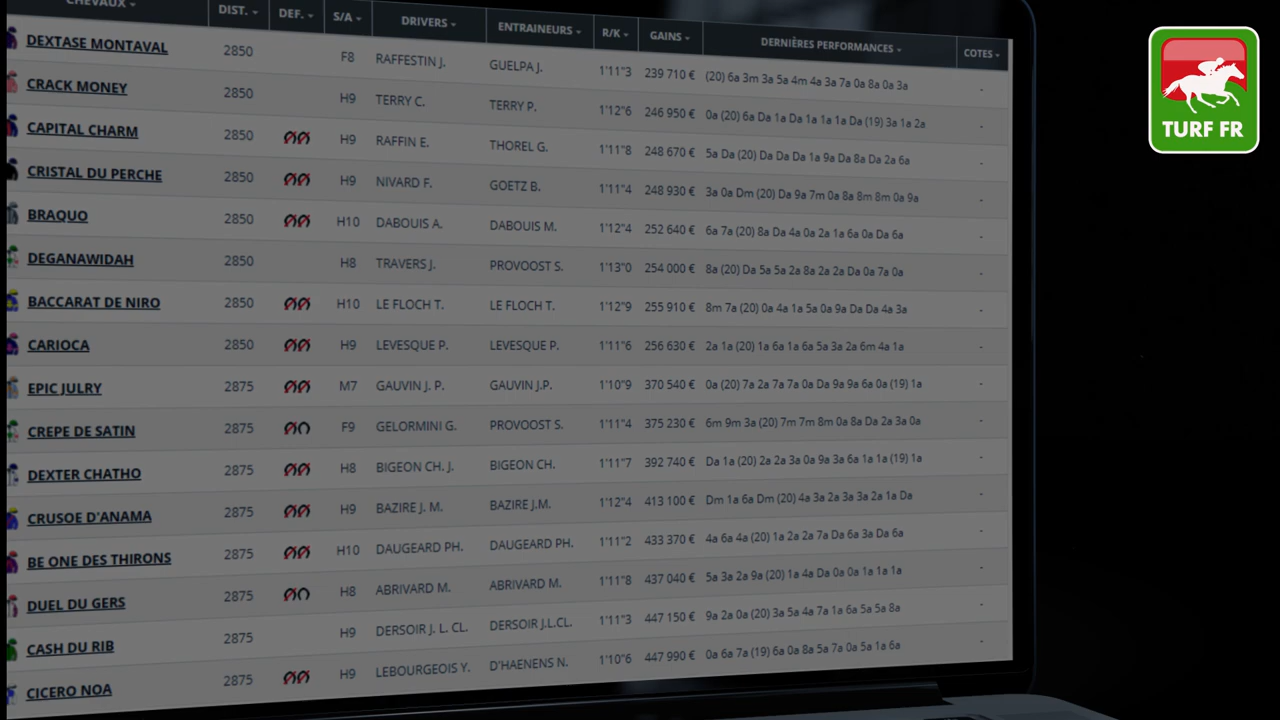 CHEVAUX DIST. DEF. S/A DRIVERS ENTRAINEURS R/K GAINS DERNIÈRES PERFORMANCES COTES
DEXTASE MONTAVAL 2850 F8 RAFFESTIN J. GUELPA J. 1'11"3 239 710 € (20) 6a 3m 3a 5a 4m 4a 3a 7a 0a 8a 0a 3a -
CRACK MONEY 2850 H9 TERRY C. TERRY P. 1'12"6 246 950 € 0a (20) 6a Da 1a Da 1a 1a 1a Da (19) 3a 1a 2a -
CAPITAL CHARM 2850 H9 RAFFIN E. THOREL G. 1'11"8 248 670 € 5a Da (20) Da Da Da 1a 9a Da 8a Da 2a 6a -
CRISTAL DU PERCHE 2850 H9 NIVARD F. GOETZ B. 1'11"4 248 930 € 3a 0a Dm (20) Da 9a 7m 0a 8a 8m 8m 0a 9a -
BRAQUO 2850 H10 DABOUIS A. DABOUIS M. 1'12"4 252 640 € 6a 7a (20) 8a Da 4a 0a 2a 1a 6a 0a Da 6a -
DEGANAWIDAH 2850 H8 TRAVERS J. PROVOOST S. 1'13"0 254 000 € 8a (20) Da 5a 5a 2a 8a 2a 2a Da 0a 7a 0a -
BACCARAT DE NIRO 2850 H10 LE FLOCH T. LE FLOCH T. 1'12"9 255 910 € 8m 7a (20) 0a 4a 1a 5a 0a 9a Da Da 4a 3a -
CARIOCA 2850 H9 LEVESQUE P. LEVESQUE P. 1'11"6 256 630 € 2a 1a (20) 1a 6a 1a 6a 5a 3a 2a 6m 4a 1a -
EPIC JULRY 2875 M7 GAUVIN J. P. GAUVIN J.P. 1'10"9 370 540 € 0a (20) 7a 2a 7a 7a 0a Da 9a 9a 6a 0a (19) 1a -
CREPE DE SATIN 2875 F9 GELORMINI G. PROVOOST S. 1'11"4 375 230 € 6m 9m 3a (20) 7m 7m 8m 0a 8a Da 2a 3a 0a -
DEXTER CHATHO 2875 H8 BIGEON CH. J. BIGEON CH. 1'11"7 392 740 € Da 1a (20) 2a 2a 3a 0a 9a 3a 6a 1a 1a (19) 1a -
CRUSOE D'ANAMA 2875 H9 BAZIRE J. M. BAZIRE J.M. 1'12"4 413 100 € Dm 1a 6a Dm (20) 4a 3a 2a 3a 3a 2a 1a Da -
BE ONE DES THIRONS 2875 H10 DAUGEARD PH. DAUGEARD PH. 1'11"2 433 370 € 4a 6a 4a (20) 1a 2a 2a 7a Da 6a 3a Da 6a -
DUEL DU GERS 2875 H8 ABRIVARD M. ABRIVARD M. 1'11"8 437 040 € 5a 3a 2a 9a (20) 1a 4a Da 0a 0a 1a 1a 1a -
CASH DU RIB 2875 H9 DERSOIR J. L. CL. DERSOIR J.L.CL. 1'11"3 447 150 € 9a 2a 0a (20) 3a 5a 4a 7a 1a 6a 5a 5a 8a -
CICERO NOA 2875 H9 LEBOURGEOIS Y. D'HAENENS N. 1'10"6 447 990 € 0a 6a 7a (19) 6a 0a 8a 5a 7a 0a 5a 1a 6a -
TURF FR